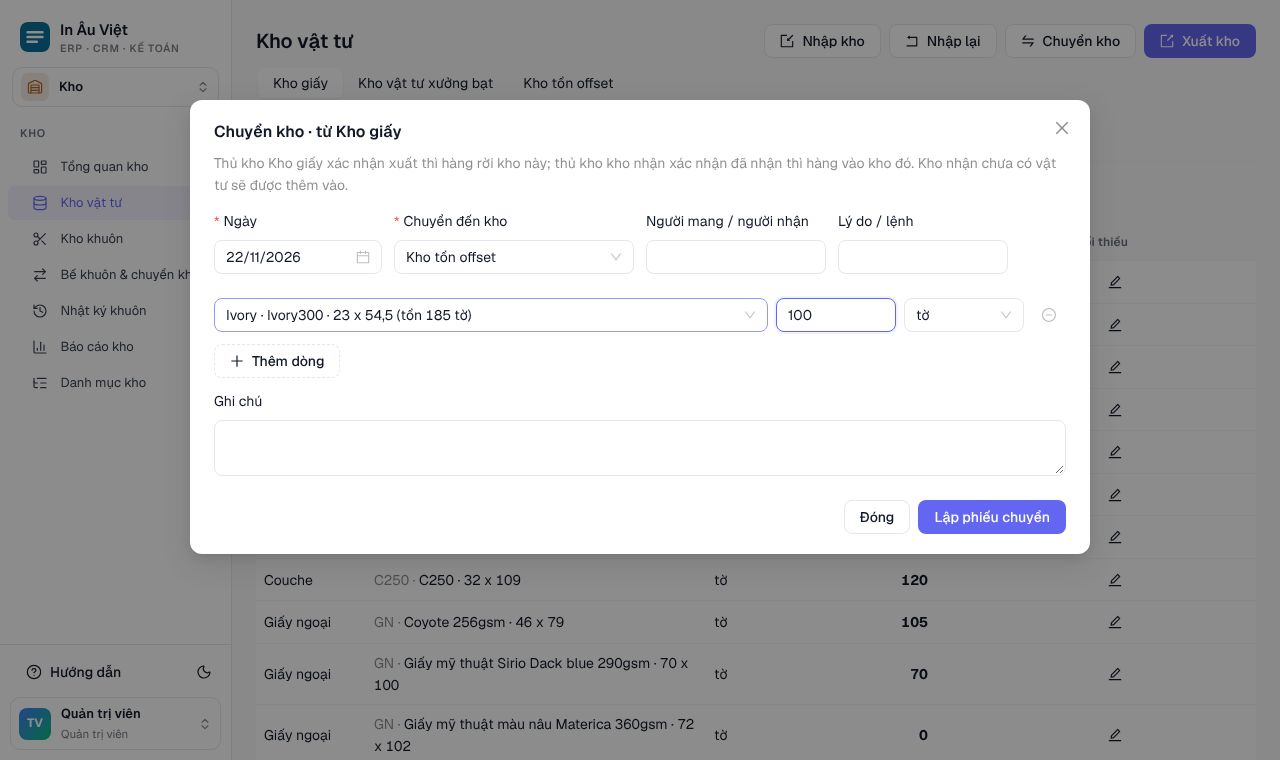 In Âu Việt
ERP · CRM · KẾ TOÁN
Kho
KHO
Tổng quan kho
Kho vật tư
Kho khuôn
Bế khuôn & chuyển kh
Nhật ký khuôn
Báo cáo kho
Danh mục kho
Hướng dẫn
TV
Quản trị viên
Quản trị viên
Kho vật tư
Nhập kho
Nhập lại
Chuyển kho
Xuất kho
Kho giấy
Kho vật tư xưởng bạt
Kho tồn offset
Chuyển kho · từ Kho giấy
Thủ kho Kho giấy xác nhận xuất thì hàng rời kho này; thủ kho kho nhận xác nhận đã nhận thì hàng vào kho đó. Kho nhận chưa có vật
tư sẽ được thêm vào.
* Ngày
* Chuyển đến kho
Người mang / người nhận
Lý do / lệnh
22/11/2026
Kho tồn offset
Ivory · Ivory300 · 23 x 54,5 (tồn 185 tờ)
100
tờ
Thêm dòng
Ghi chú
Đóng
Lập phiếu chuyển
thiếu
Couche C250 · C250 · 32 x 109 tờ 120
Giấy ngoại GN · Coyote 256gsm · 46 x 79 tờ 105
Giấy ngoại GN · Giấy mỹ thuật Sirio Dack blue 290gsm · 70 x tờ 70
100
Giấy ngoại GN · Giấy mỹ thuật màu nâu Materica 360gsm · 72 tờ 0
x 102